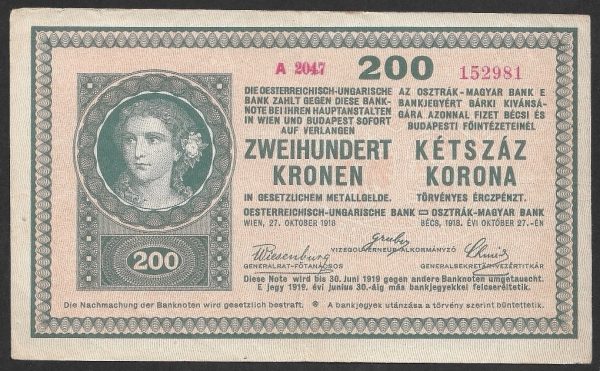 A 2047 200 152981
DIE OESTERREICHISCH-UNGARISCHE
BANK ZAHLT GEGEN DIESE BANK-
NOTE BEI IHREN HAUPTANSTALTEN
IN WIEN UND BUDAPEST SOFORT
AUF VERLANGEN
ZWEIHUNDERT
KRONEN
IN GESETZLICHEM METALLGELDE.
AZ OSZTRÁK-MAGYAR BANK E
BANKJEGYÉRT BÁRKI KIVÁNSÁ-
GÁRA AZONNAL FIZET BÉCSI ÉS
BUDAPESTI FŐINTÉZETEINÉL
KÉTSZÁZ
KORONA
TÖRVÉNYES ÉRCZPÉNZT.
OESTERREICHISCH-UNGARISCHE BANK = OSZTRÁK-MAGYAR BANK
WIEN, 27. OKTOBER 1918 BÉCS, 1918. ÉVI OKTÓBER 27.-ÉN
Wiesenburg
GENERALRAT-FŐTANÁCSOS
Gruber
VIZEGOUVERNEUR-ALKORMÁNYZÓ
Schmid
GENERALSEKRETÄR-VEZÉRTITKÁR
200
Diese Note wird bis 30. Juni 1919 gegen andere Banknoten umgetauscht.
E jegy 1919. évi junius 30.-áig más bankjegyekkel felcseréltetik.
Die Nachmachung der Banknoten wird gesetzlich bestraft. * A bankjegyek utánzása a törvény szerint büntettetik.